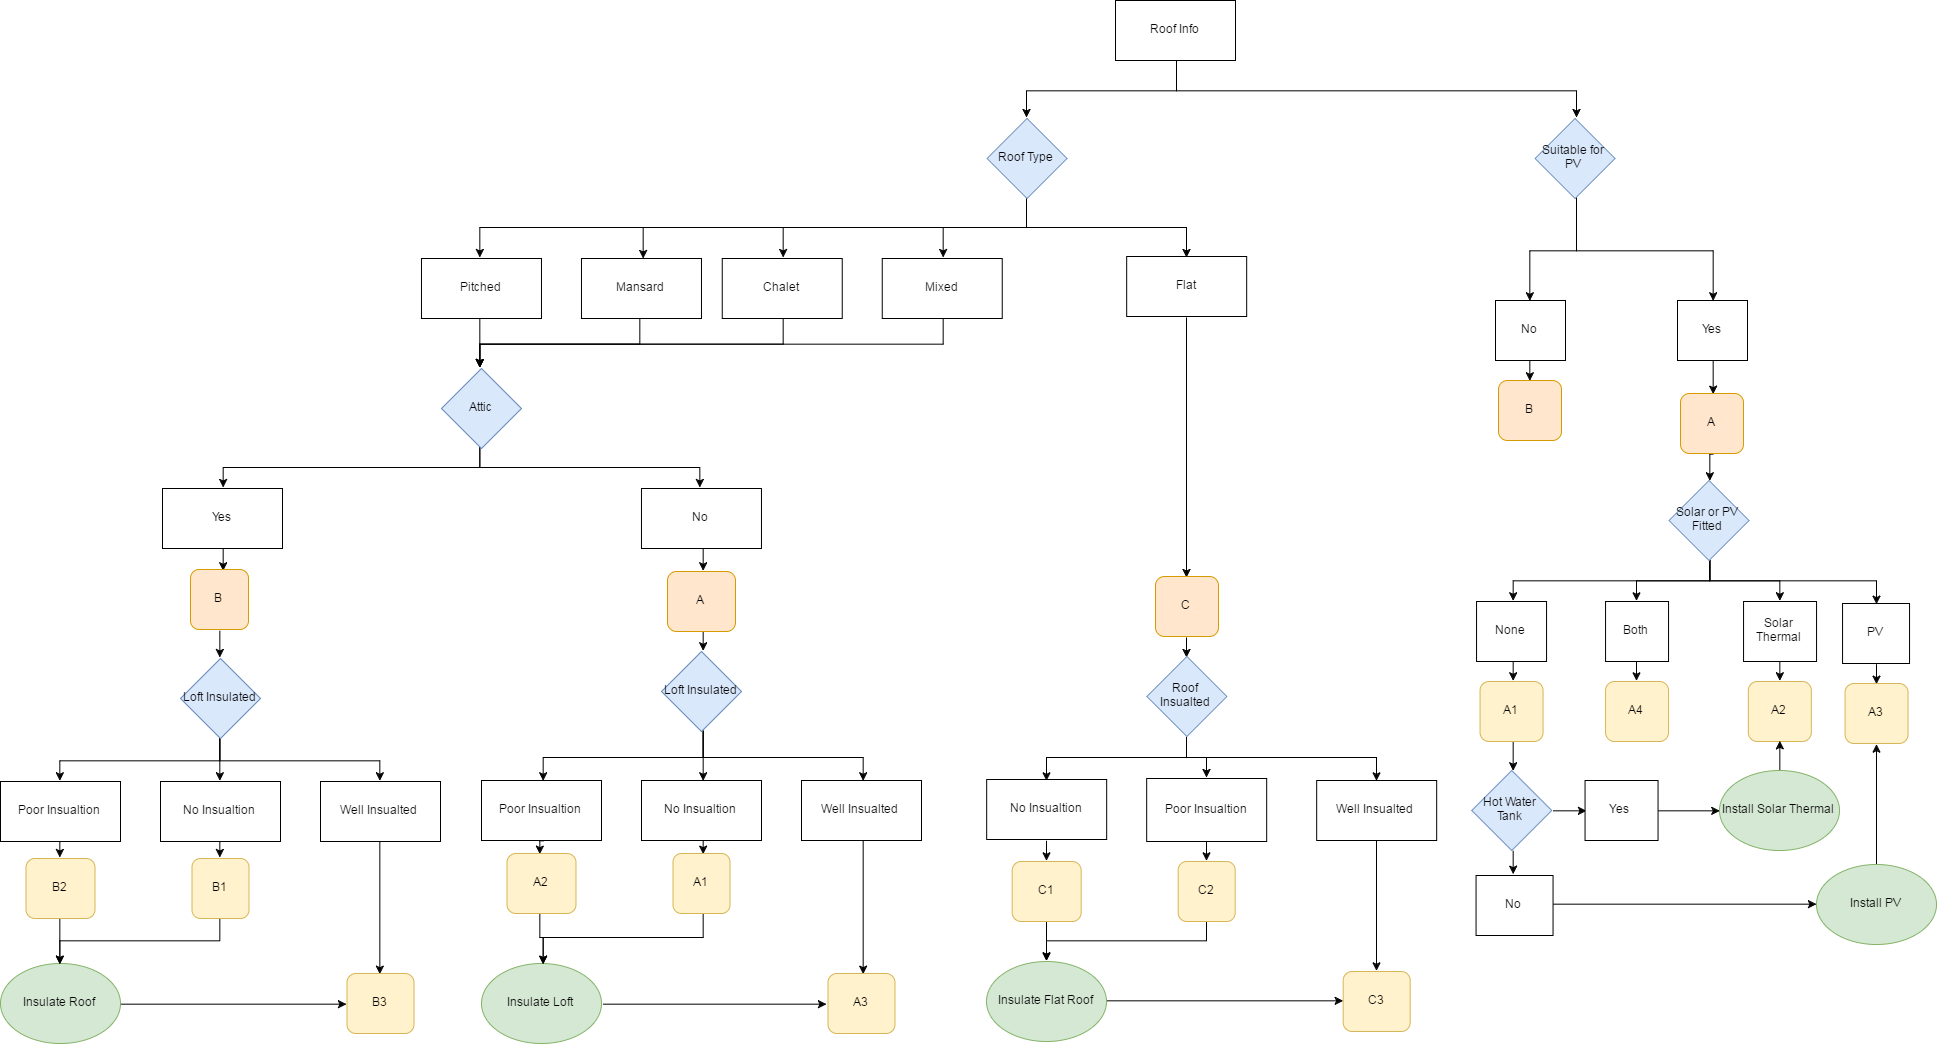 Roof Info
Roof Type
Suitable for
PV
Pitched
Mansard
Chalet
Mixed
Flat
No
Yes
B
A
Attic
Yes
No
Solar or PV
Fitted
B
A
C
None
Both
Solar
Thermal
PV
Loft Insulated
Loft Insulated
Roof
Insualted
A1
A4
A2
A3
Poor Insualtion
No Insualtion
Well Insualted
Poor Insualtion
No Insualtion
Well Insualted
No Insualtion
Poor Insualtion
Well Insualted
Hot Water
Tank
Yes
Install Solar Thermal
B2
B1
A2
A1
C1
C2
No
Install PV
Insulate Roof
B3
Insulate Loft
A3
Insulate Flat Roof
C3